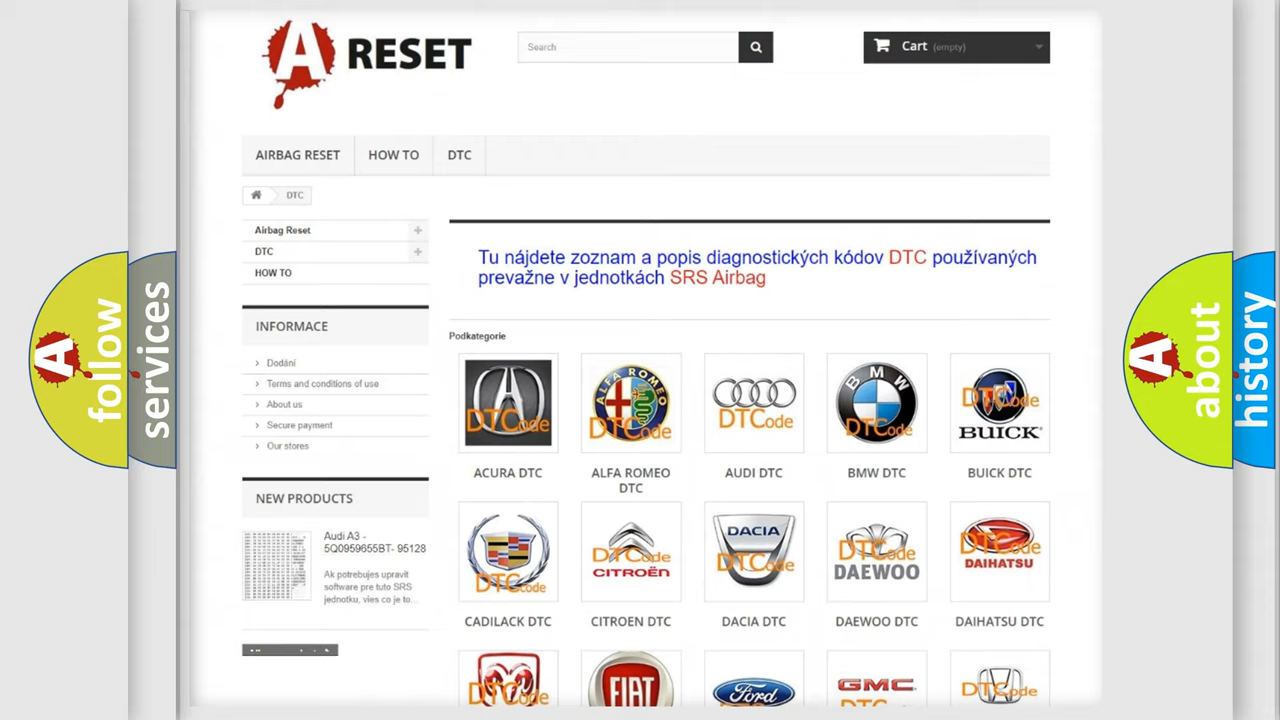 A RESET
Search
Cart (empty)
AIRBAG RESET
HOW TO
DTC
DTC
Airbag Reset
DTC
HOW TO
Tu nájdete zoznam a popis diagnostických kódov DTC používaných
prevažne v jednotkách SRS Airbag
INFORMACE
Dodání
Terms and conditions of use
About us
Secure payment
Our stores
NEW PRODUCTS
Audi A3 -
5Q0959655BT- 95128
Ak potrebujes upravit
software pre tuto SRS
jednotku, vies co je to...
Podkategorie
DTCode
ALFA ROMEO
DTCode
DTCode
BMW
DTCode
DTCode
BUICK
ACURA DTC
ALFA ROMEO
DTC
AUDI DTC
BMW DTC
BUICK DTC
DTCode
DTCode
CITROËN
DACIA
DTCode
DTCode
DAEWOO
DTCode
DAIHATSU
CADILACK DTC
CITROEN DTC
DACIA DTC
DAEWOO DTC
DAIHATSU DTC
DTCode
FIAT
Ford
GMC
DTCode
A follow
services
A about
history